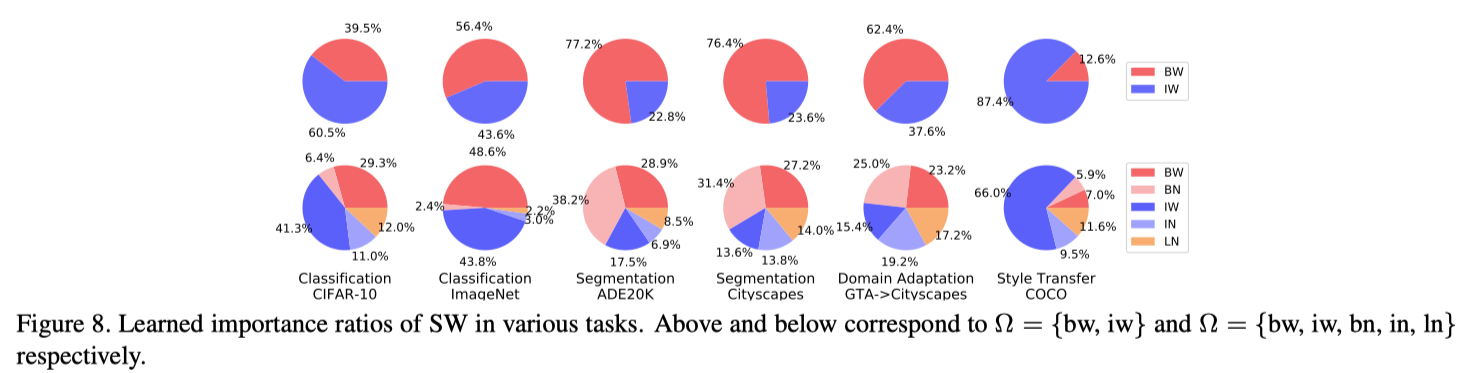 39.5%
60.5%
56.4%
43.6%
77.2%
22.8%
76.4%
23.6%
62.4%
37.6%
12.6%
87.4%
BW
IW
6.4%
29.3%
41.3%
12.0%
11.0%
48.6%
2.4%
2.2%
3.0%
43.8%
28.9%
38.2%
8.5%
6.9%
17.5%
27.2%
31.4%
14.0%
13.6%
13.8%
25.0%
23.2%
15.4%
17.2%
19.2%
5.9%
7.0%
66.0%
11.6%
9.5%
BW
BN
IW
IN
LN
Classification
CIFAR-10
Classification
ImageNet
Segmentation
ADE20K
Segmentation
Cityscapes
Domain Adaptation
GTA->Cityscapes
Style Transfer
COCO
Figure 8. Learned importance ratios of SW in various tasks. Above and below correspond to Ω = {bw, iw} and Ω = {bw, iw, bn, in, ln}
respectively.